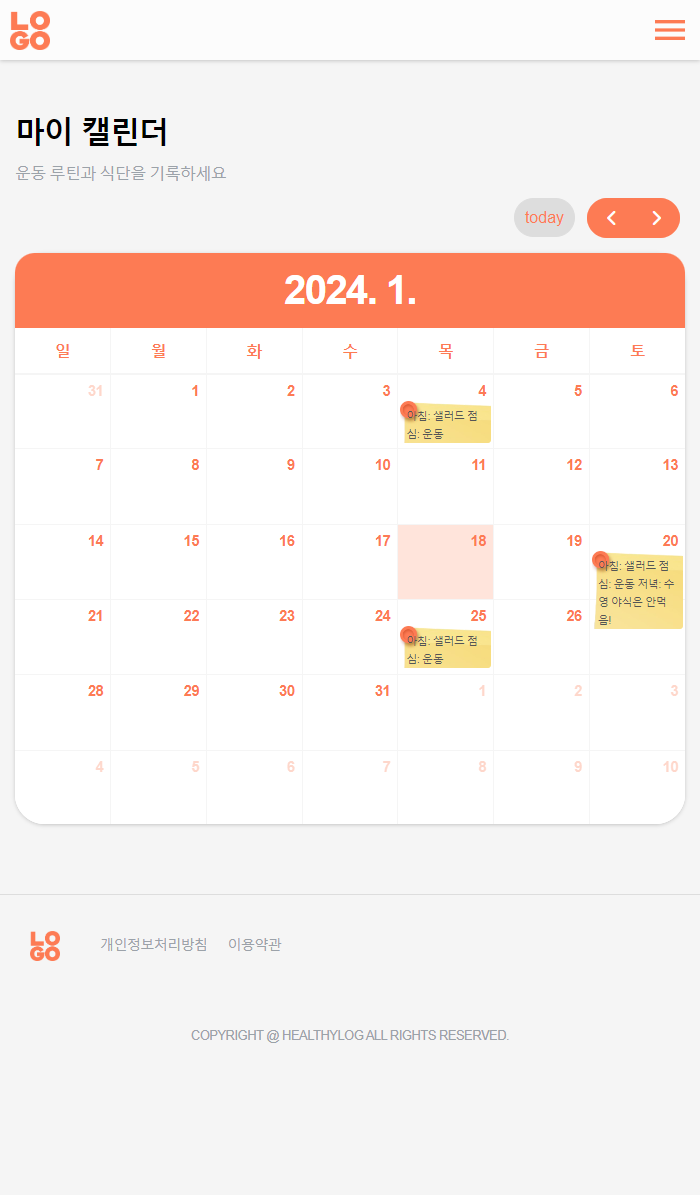 LO
GO
마이 캘린더
운동 루틴과 식단을 기록하세요
today
2024. 1.
일 월 화 수 목 금 토
31 1 2 3 4 5 6
아침: 샐러드 점
심: 운동
7 8 9 10 11 12 13
14 15 16 17 18 19 20
아침: 샐러드 점
심: 운동 저녁: 수
영 야식은 안먹
음!
21 22 23 24 25 26
아침: 샐러드 점
심: 운동
28 29 30 31 1 2 3
4 5 6 7 8 9 10
LO
GO
개인정보처리방침 이용약관
COPYRIGHT @ HEALTHYLOG ALL RIGHTS RESERVED.